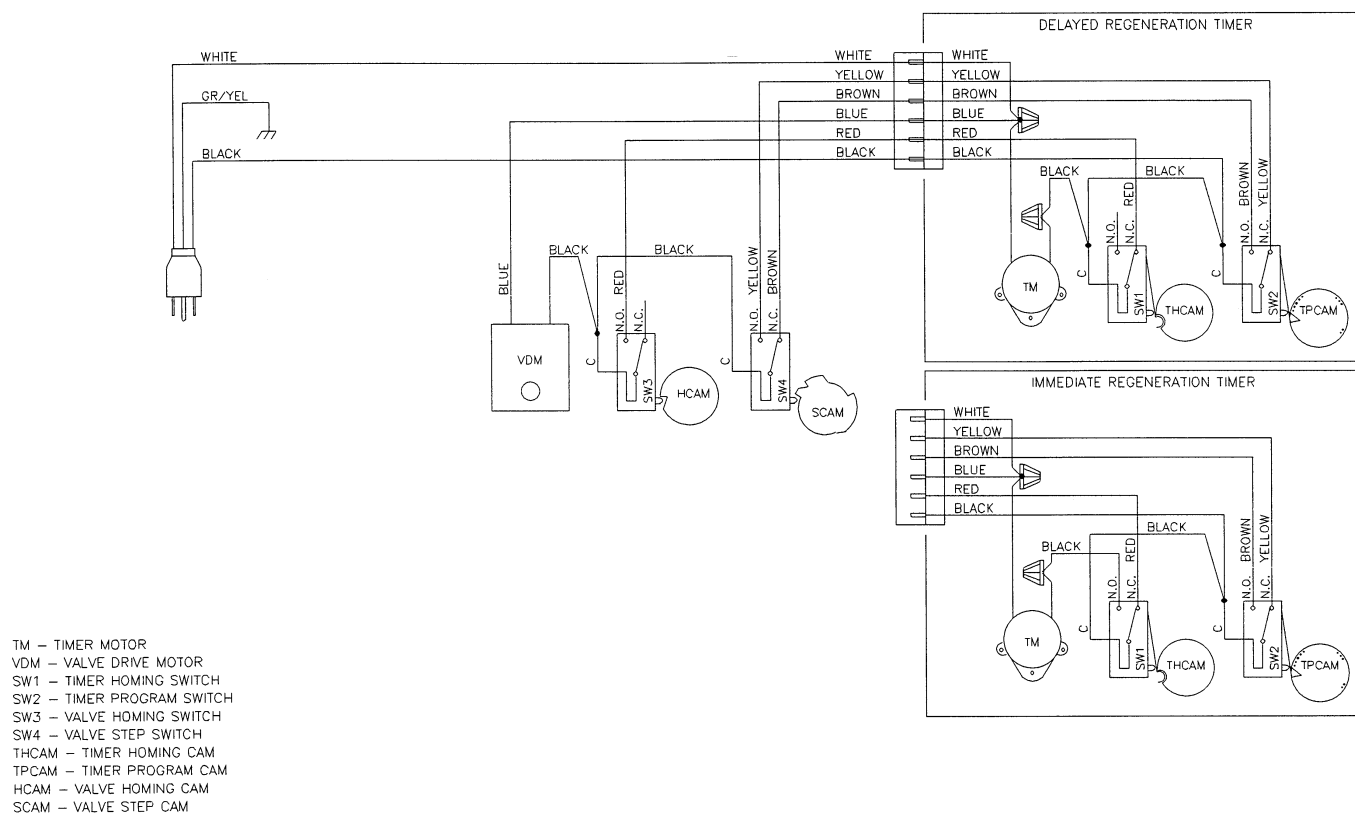 DELAYED REGENERATION TIMER
WHITE
WHITE
WHITE
YELLOW
YELLOW
GR/YEL
BROWN
BROWN
BLUE
BLUE
RED
RED
BLACK
BLACK
BLACK
BLACK
BLACK
RED
BROWN
YELLOW
N.O.
N.C.
N.O.
N.C.
C
C
TM
SW1
THCAM
SW2
TPCAM
BLUE
BLACK
BLACK
RED
YELLOW
BROWN
N.O.
N.C.
N.O.
N.C.
C
C
VDM
SW3
HCAM
SW4
SCAM
IMMEDIATE REGENERATION TIMER
WHITE
YELLOW
BROWN
BLUE
RED
BLACK
BLACK
BLACK
RED
BROWN
YELLOW
N.O.
N.C.
N.O.
N.C.
C
C
TM
SW1
THCAM
SW2
TPCAM
TM – TIMER MOTOR
VDM – VALVE DRIVE MOTOR
SW1 – TIMER HOMING SWITCH
SW2 – TIMER PROGRAM SWITCH
SW3 – VALVE HOMING SWITCH
SW4 – VALVE STEP SWITCH
THCAM – TIMER HOMING CAM
TPCAM – TIMER PROGRAM CAM
HCAM – VALVE HOMING CAM
SCAM – VALVE STEP CAM